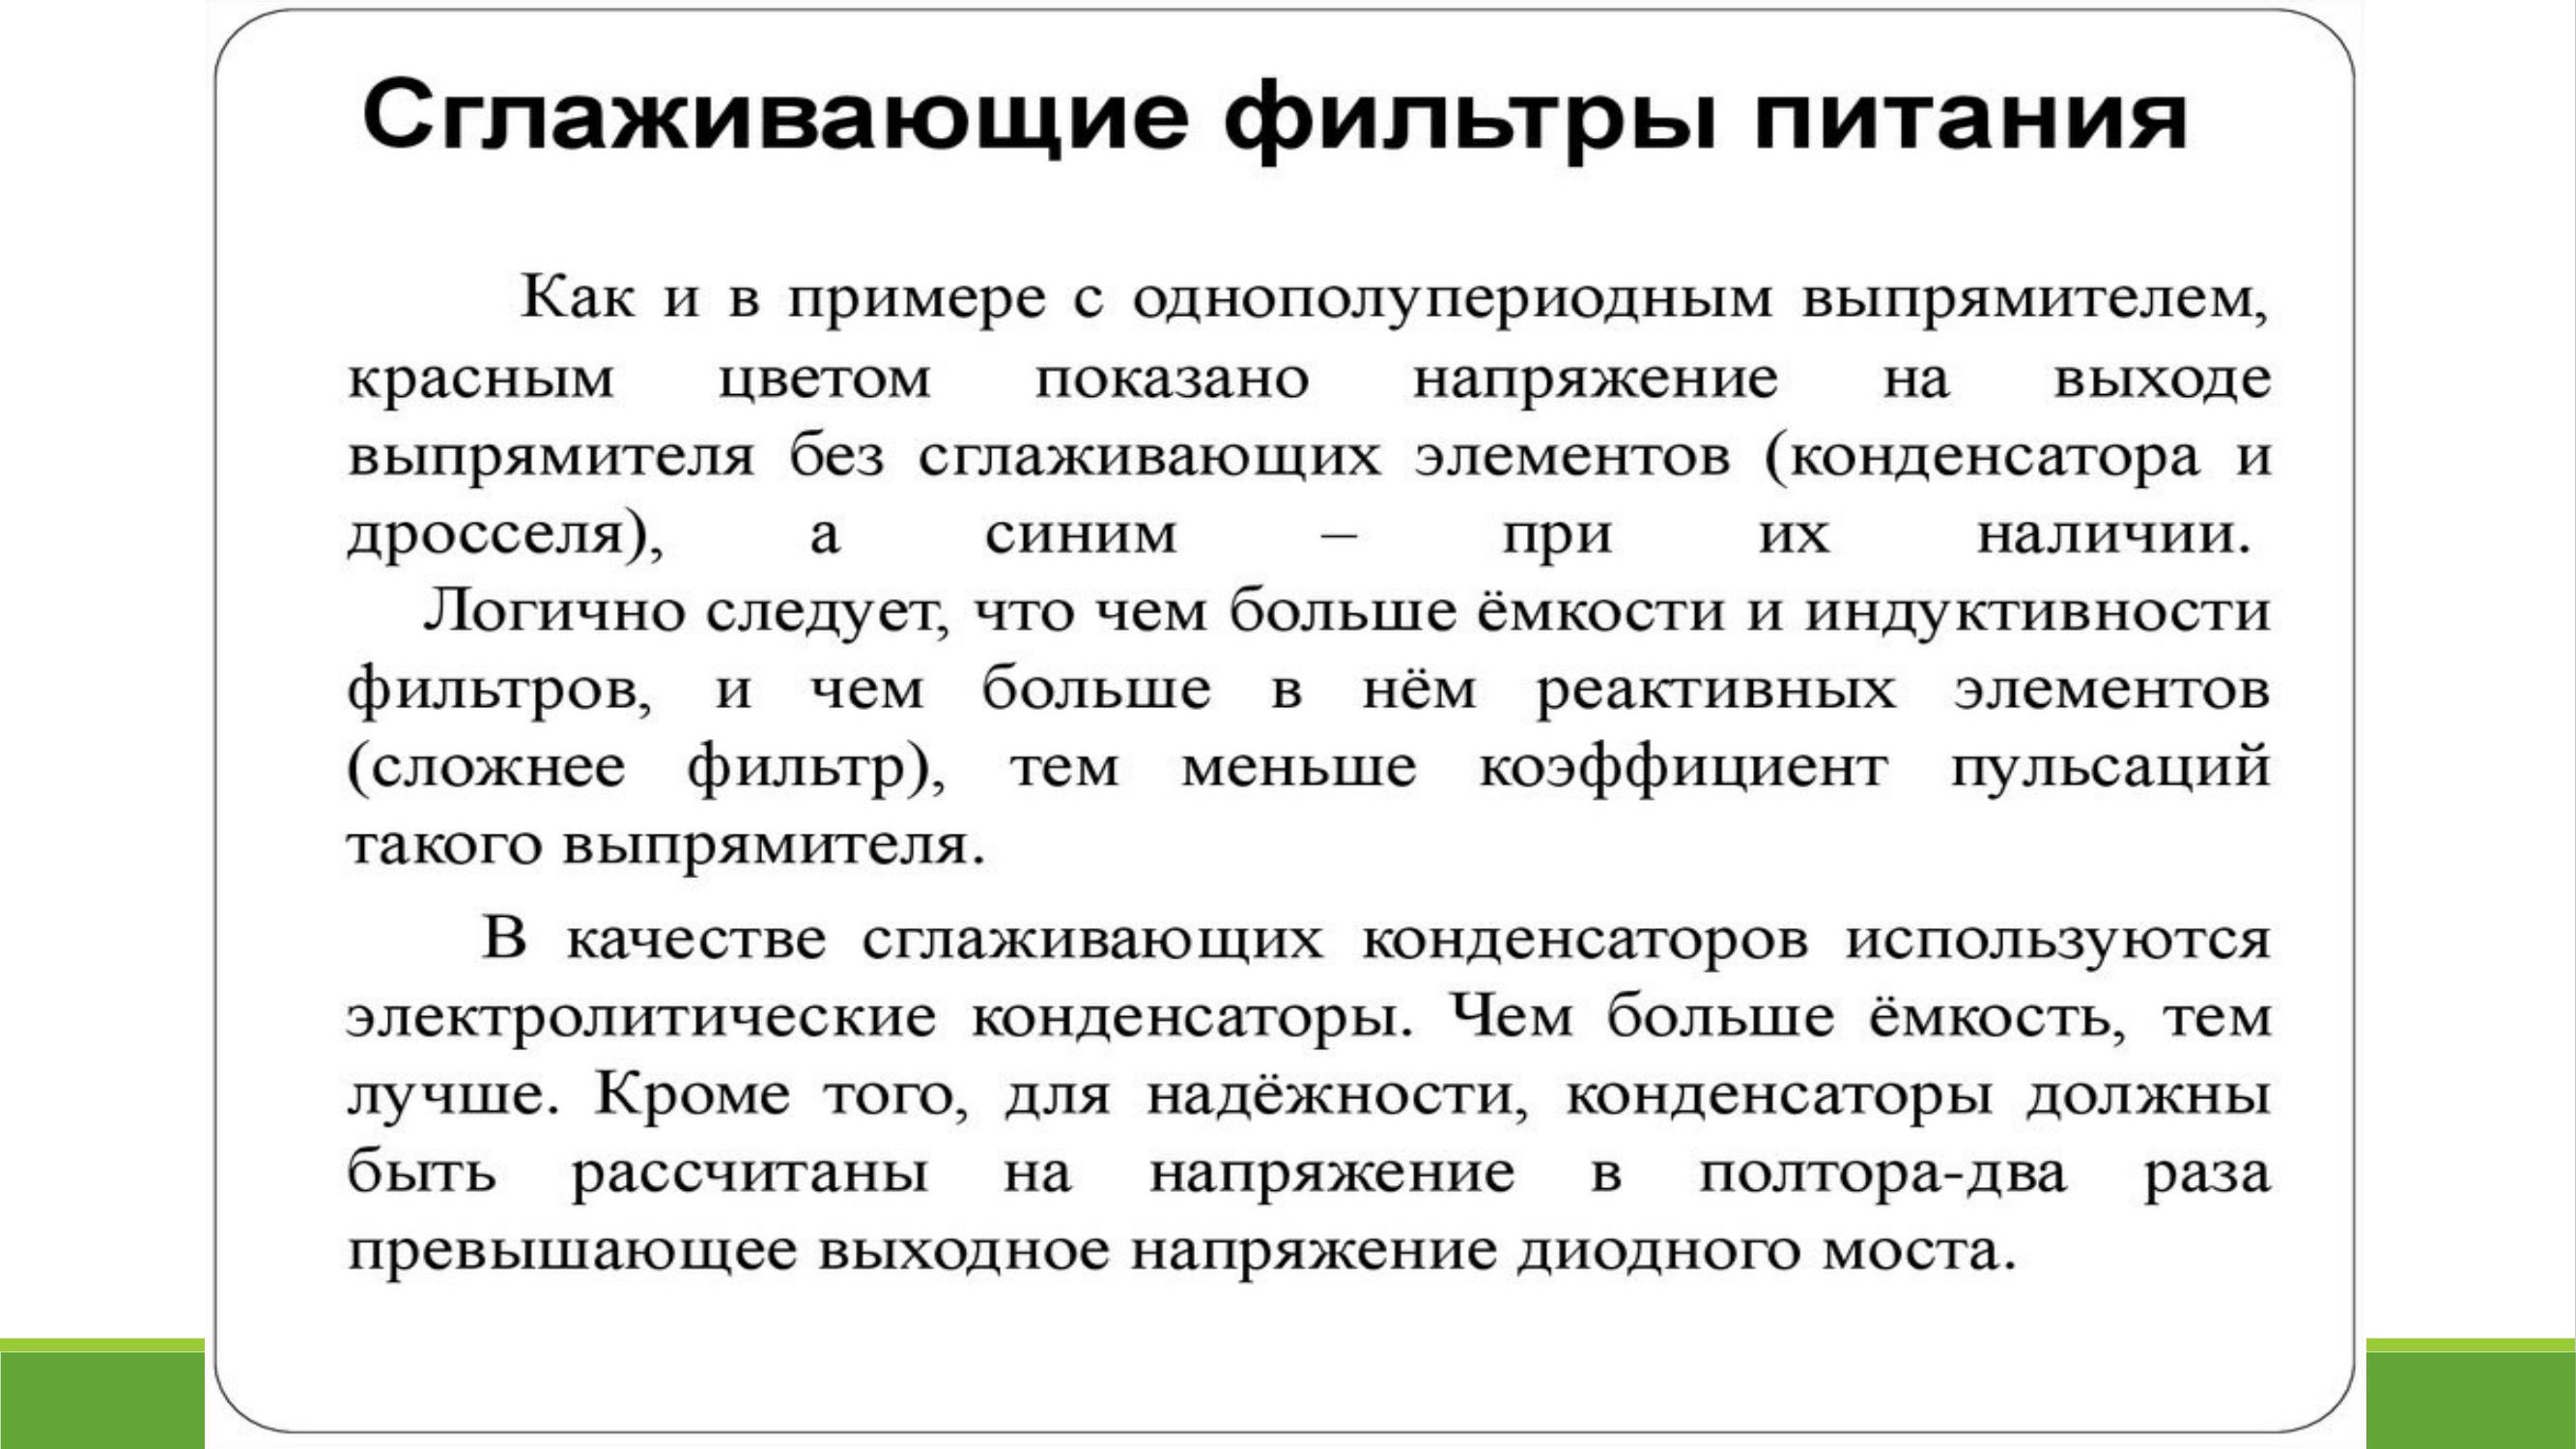 Сглаживающие фильтры питания
Как и в примере с однополупериодным выпрямителем,
красным цветом показано напряжение на выходе
выпрямителя без сглаживающих элементов (конденсатора и
дросселя), а синим – при их наличии.
Логично следует, что чем больше ёмкости и индуктивности
фильтров, и чем больше в нём реактивных элементов
(сложнее фильтр), тем меньше коэффициент пульсаций
такого выпрямителя.
В качестве сглаживающих конденсаторов используются
электролитические конденсаторы. Чем больше ёмкость, тем
лучше. Кроме того, для надёжности, конденсаторы должны
быть рассчитаны на напряжение в полтора-два раза
превышающее выходное напряжение диодного моста.